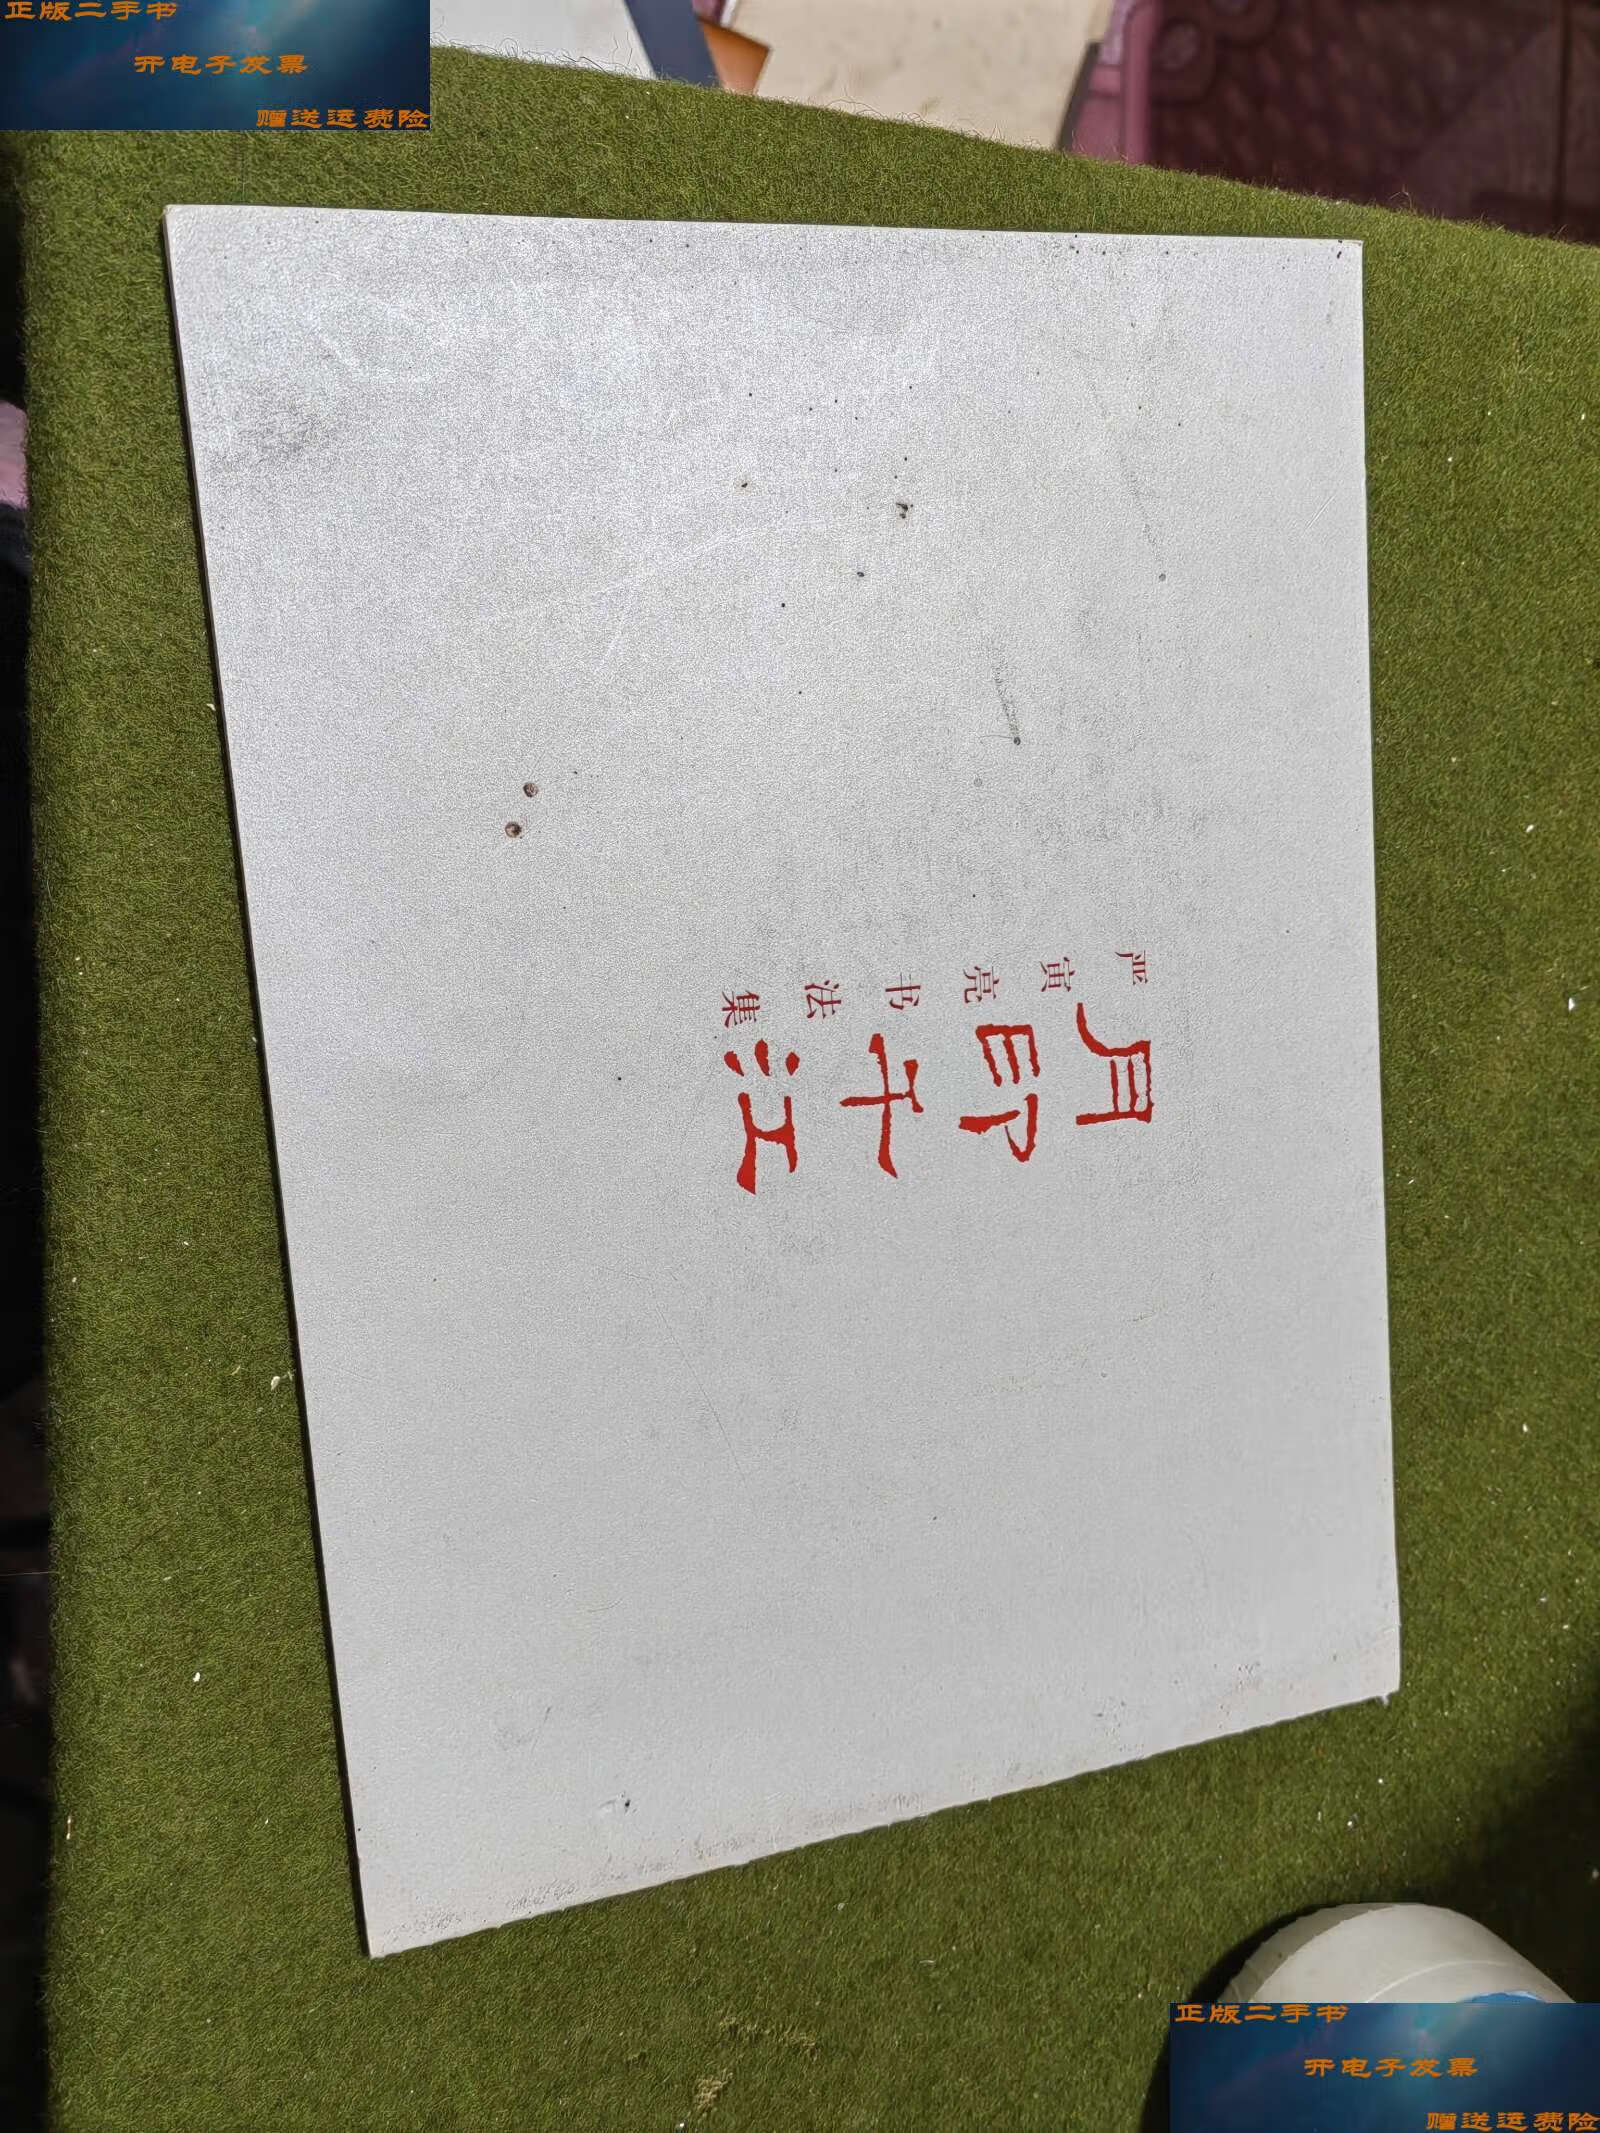 正版二手书
开电子发票
赠送运费险
月印千江
严寅亮书法集
正版二手书
开电子发票
赠送运费险